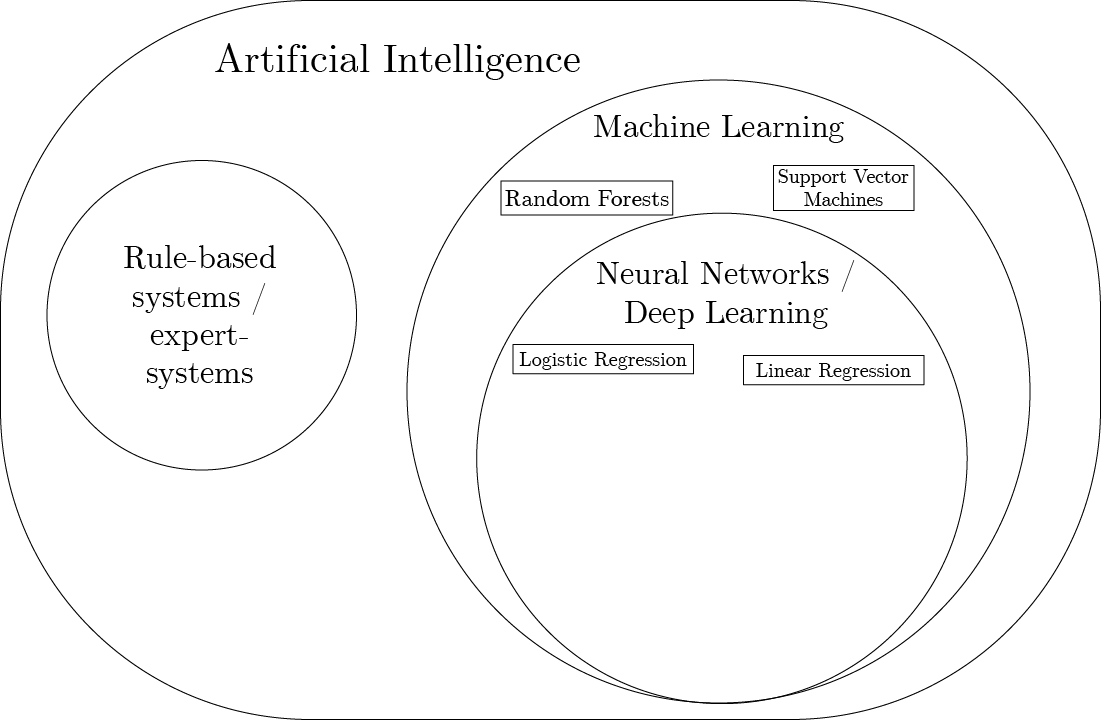 Artificial Intelligence
Machine Learning
Random Forests
Support Vector
Machines
Rule-based
systems /
expert-
systems
Neural Networks /
Deep Learning
Logistic Regression
Linear Regression